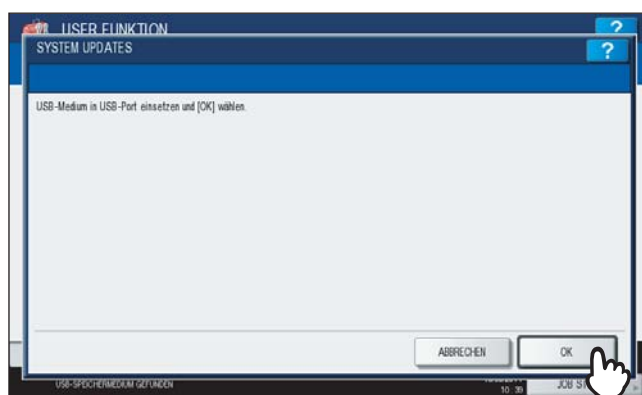 USER FUNKTION
?
SYSTEM UPDATES
?
USB-Medium in USB-Port einsetzen und [OK] wählen.
ABBRECHEN
OK
USB-SPEICHERMEDIUM GEFUNDEN
10:39
JOB